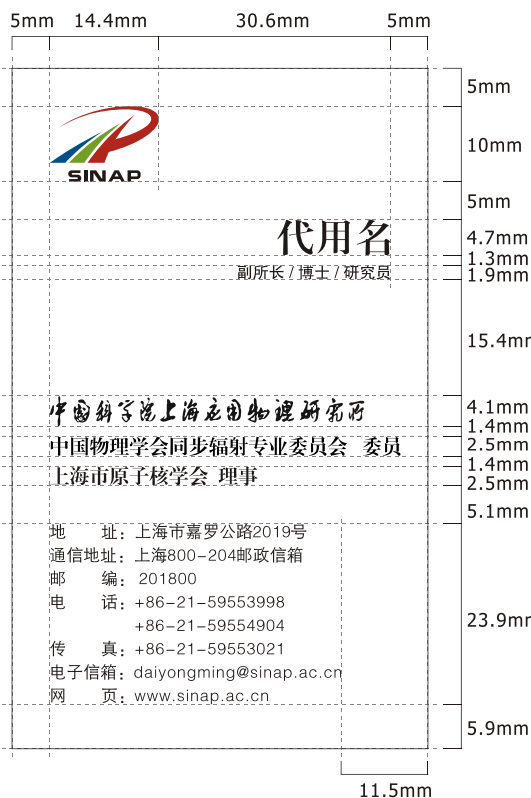 5mm 14.4mm 30.6mm 5mm
5mm
10mm
SINAP
5mm
代用名
4.7mm
1.3mm
副所长 / 博士 / 研究员
1.9mm
15.4mm
中国科学院上海应用物理研究所
4.1mm
1.4mm
中国物理学会同步辐射专业委员会 委员
2.5mm
1.4mm
上海市原子核学会 理事
2.5mm
5.1mm
地 址：上海市嘉罗公路2019号
通信地址：上海800-204邮政信箱
邮 编：201800
电 话：+86-21-59553998
+86-21-59554904
23.9mm
传 真：+86-21-59553021
电子信箱：daiyongming@sinap.ac.cn
网 页：www.sinap.ac.cn
5.9mm
11.5mm